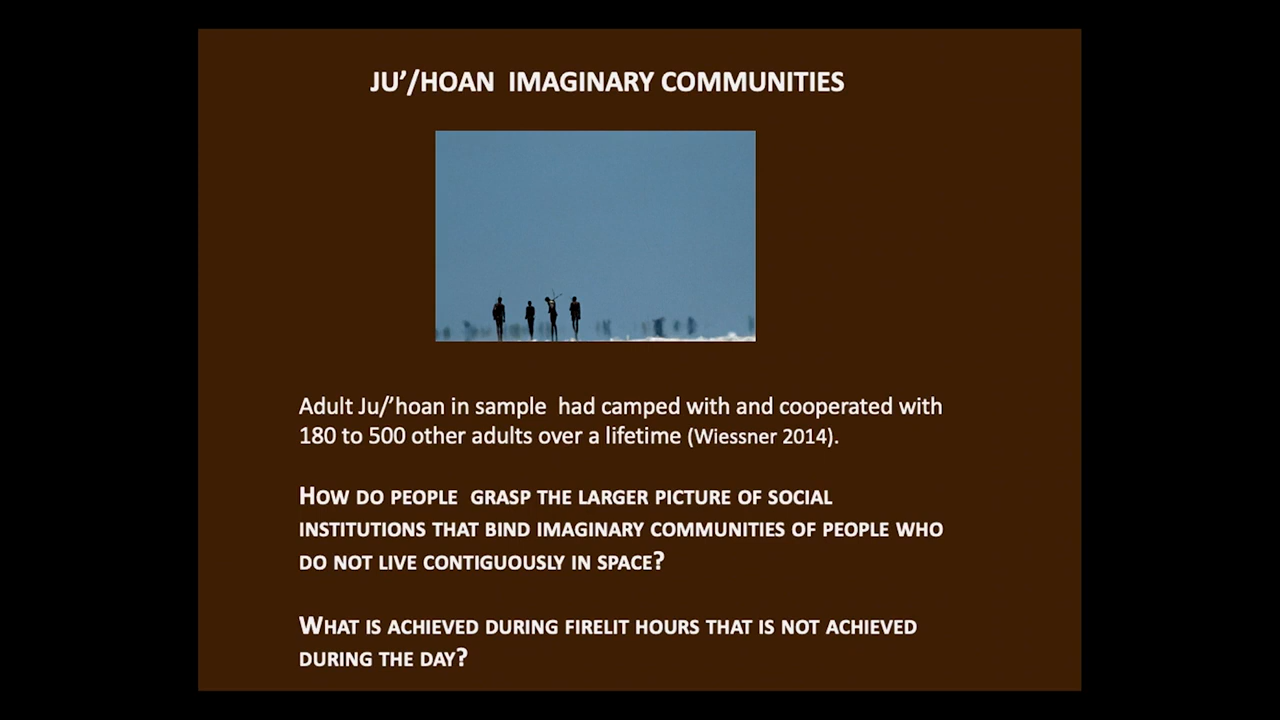 JU’/HOAN IMAGINARY COMMUNITIES
Adult Ju/’hoan in sample had camped with and cooperated with
180 to 500 other adults over a lifetime (Wiessner 2014).
HOW DO PEOPLE GRASP THE LARGER PICTURE OF SOCIAL
INSTITUTIONS THAT BIND IMAGINARY COMMUNITIES OF PEOPLE WHO
DO NOT LIVE CONTIGUOUSLY IN SPACE?
WHAT IS ACHIEVED DURING FIRELIT HOURS THAT IS NOT ACHIEVED
DURING THE DAY?